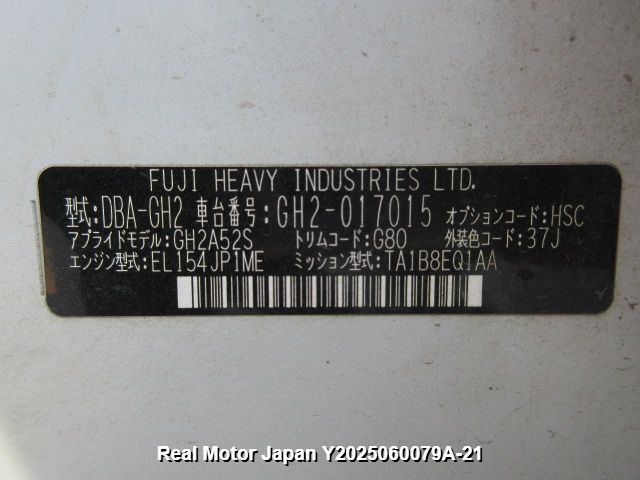 FUJI HEAVY INDUSTRIES LTD.
型式:DBA-GH2 車台番号:GH2-017015 オプションコード:HSC
アプライドモデル:GH2A52S トリムコード:G80 外装色コード:37J
エンジン型式:EL154JP1ME ミッション型式:TA1B8EQ1AA
Real Motor Japan Y2025060079A-21